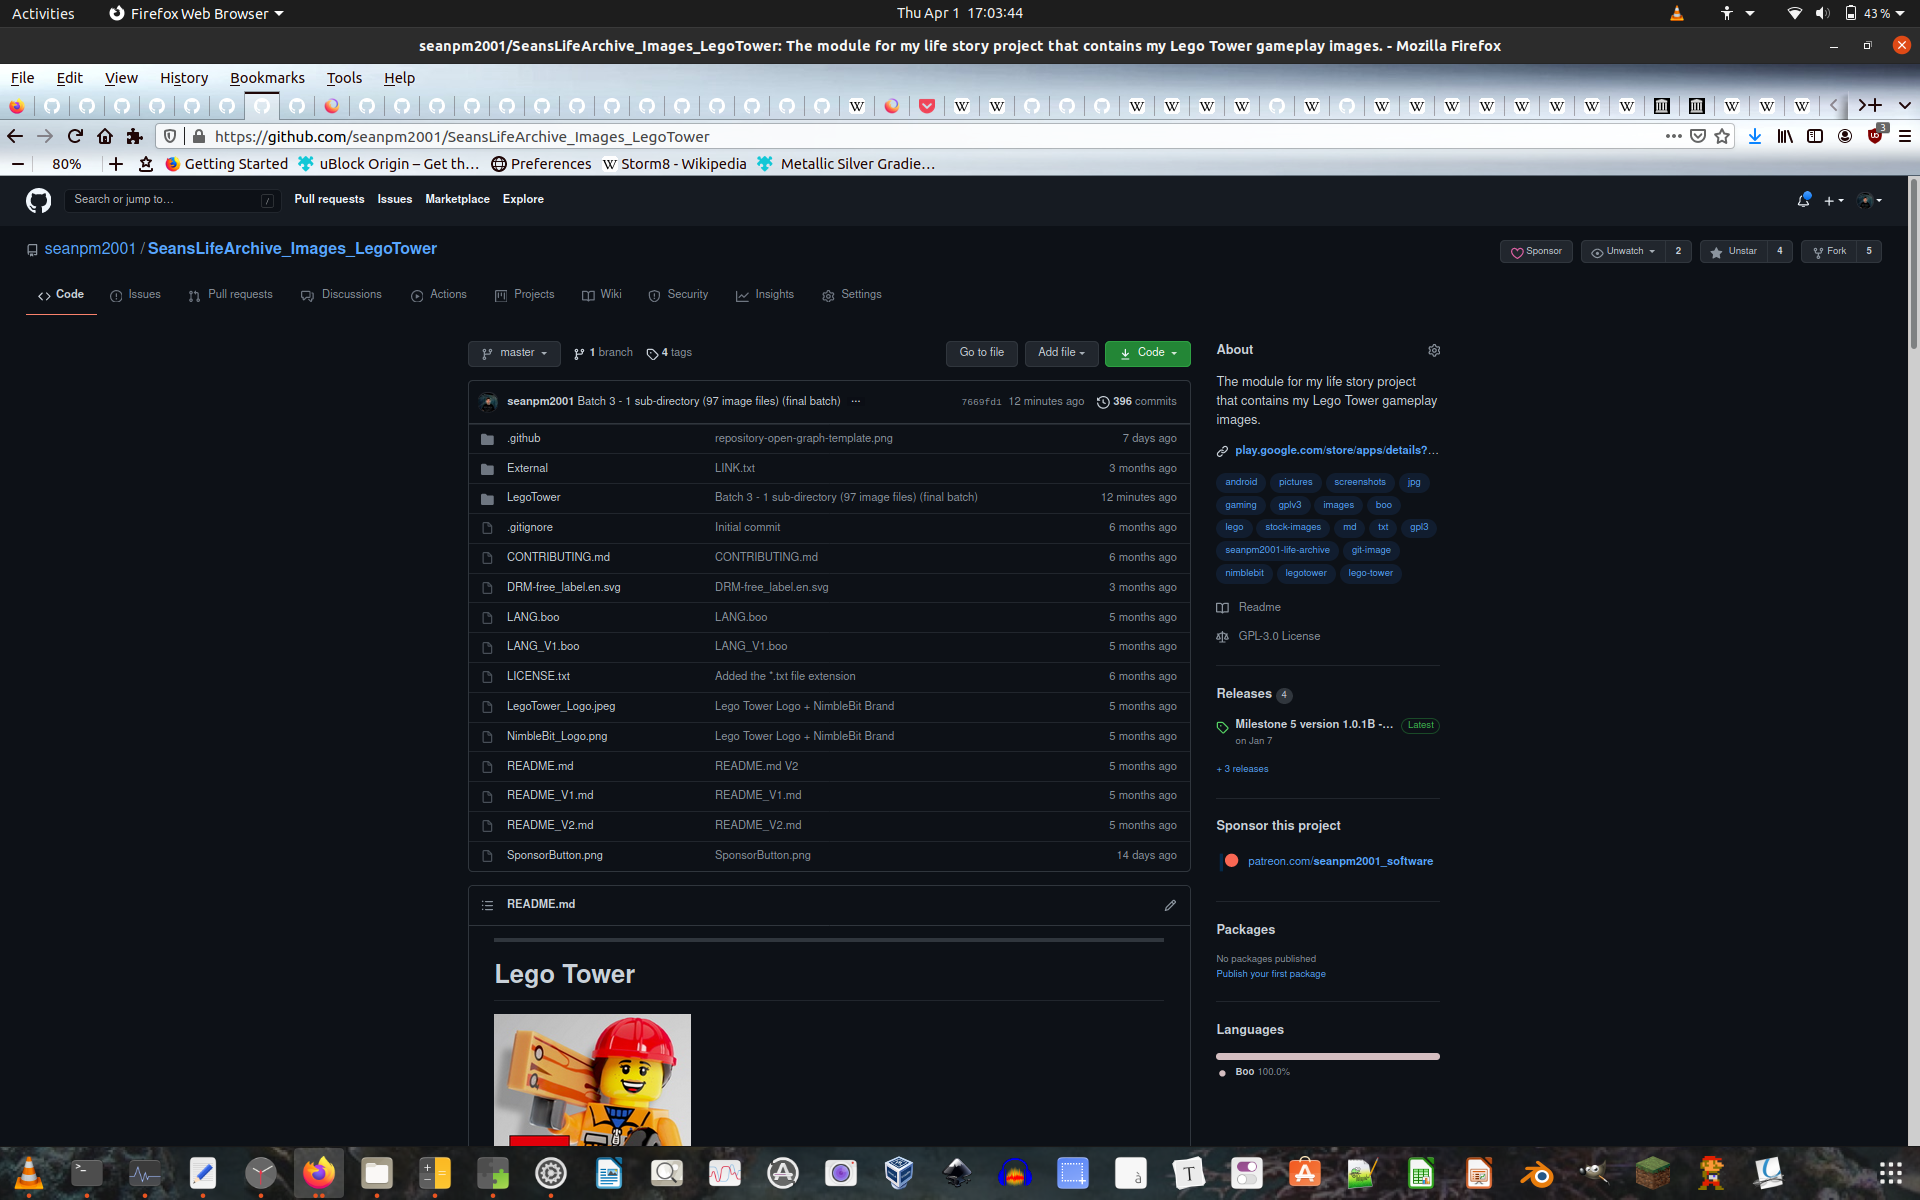 Activities Firefox Web Browser Thu Apr 1 17:03:44 43 %
seanpm2001/SeansLifeArchive_Images_LegoTower: The module for my life story project that contains my Lego Tower gameplay images. - Mozilla Firefox
File Edit View History Bookmarks Tools Help
https://github.com/seanpm2001/SeansLifeArchive_Images_LegoTower 3
80% Getting Started uBlock Origin – Get th… Preferences Storm8 - Wikipedia Metallic Silver Gradie…
Search or jump to… / Pull requests Issues Marketplace Explore
seanpm2001 / SeansLifeArchive_Images_LegoTower Sponsor Unwatch 2 Unstar 4 Fork 5
Code Issues Pull requests Discussions Actions Projects Wiki Security Insights Settings
master 1 branch 4 tags Go to file Add file Code
seanpm2001 Batch 3 - 1 sub-directory (97 image files) (final batch) ... 7669fd1 12 minutes ago 396 commits
.github repository-open-graph-template.png 7 days ago
External LINK.txt 3 months ago
LegoTower Batch 3 - 1 sub-directory (97 image files) (final batch) 12 minutes ago
.gitignore Initial commit 6 months ago
CONTRIBUTING.md CONTRIBUTING.md 6 months ago
DRM-free_label.en.svg DRM-free_label.en.svg 3 months ago
LANG.boo LANG.boo 5 months ago
LANG_V1.boo LANG_V1.boo 5 months ago
LICENSE.txt Added the *.txt file extension 6 months ago
LegoTower_Logo.jpeg Lego Tower Logo + NimbleBit Brand 5 months ago
NimbleBit_Logo.png Lego Tower Logo + NimbleBit Brand 5 months ago
README.md README.md V2 5 months ago
README_V1.md README_V1.md 5 months ago
README_V2.md README_V2.md 5 months ago
SponsorButton.png SponsorButton.png 14 days ago
README.md
Lego Tower
About
The module for my life story project
that contains my Lego Tower gameplay
images.
play.google.com/store/apps/details?…
android pictures screenshots jpg
gaming gplv3 images boo
lego stock-images md txt gpl3
seanpm2001-life-archive git-image
nimblebit legotower lego-tower
Readme
GPL-3.0 License
Releases 4
Milestone 5 version 1.0.1B -… Latest
on Jan 7
+ 3 releases
Sponsor this project
patreon.com/seanpm2001_software
Packages
No packages published
Publish your first package
Languages
Boo 100.0%